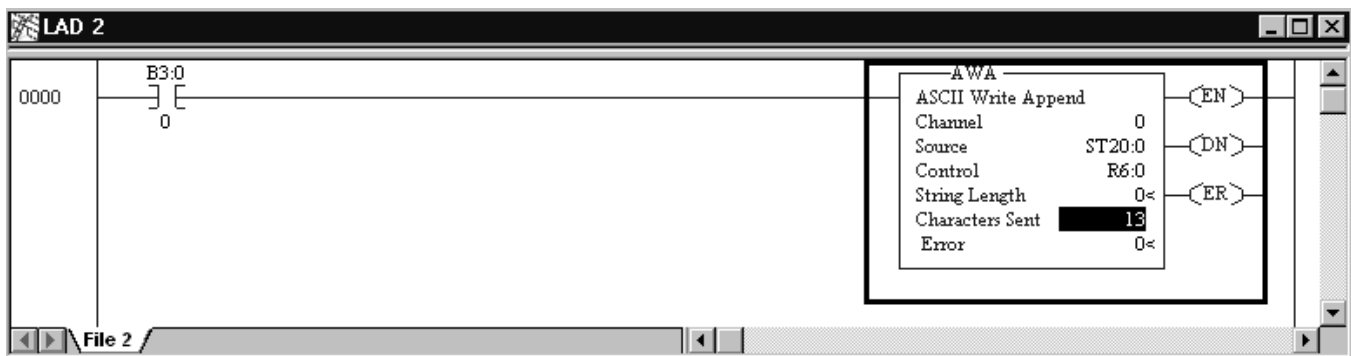 LAD 2
B3:0
0000
0
AWA
ASCII Write Append
Channel 0
Source ST20:0
Control R6:0
String Length 0<
Characters Sent 13
Error 0<
EN
DN
ER
File 2